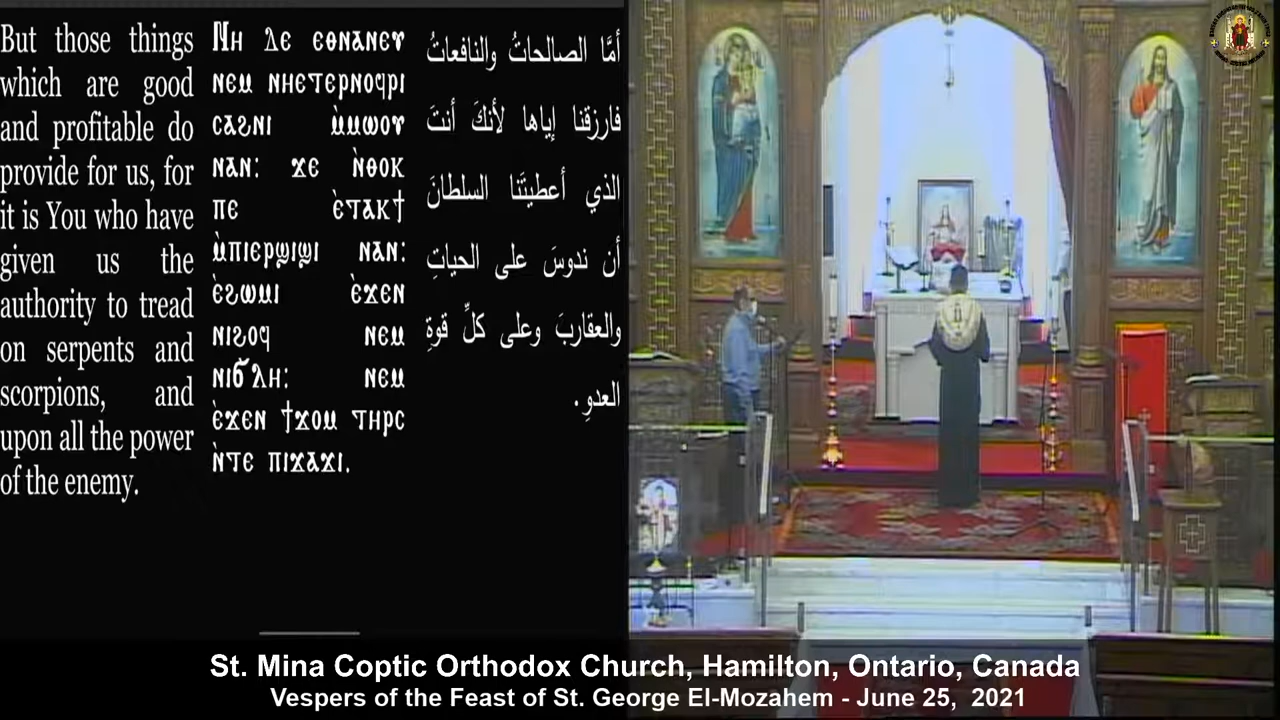 But those things
which are good
and profitable do
provide for us, for
it is You who have
given us the
authority to tread
on serpents and
scorpions, and
upon all the power
of the enemy.
Ⲛⲏ ⲇⲉ ⲉⲑⲛⲁⲛⲉⲩ
ⲛⲉⲙ ⲛⲏⲉⲧⲉⲣⲛⲟϥⲣⲓ
ⲥⲁϩⲛⲓ ⲙ̀ⲙⲱⲟⲩ
ⲛⲁⲛ: ϫⲉ ⲛ̀ⲑⲟⲕ
ⲡⲉ ⲉ̀ⲧⲁⲕϯ
ⲙ̀ⲡⲓⲉⲣϣⲓϣⲓ ⲛⲁⲛ:
ⲉ̀ϩⲱⲙⲓ ⲉ̀ϫⲉⲛ
ⲛⲓϩⲟϥ ⲛⲉⲙ
ⲛⲓϭⲗⲏ: ⲛⲉⲙ
ⲉ̀ϫⲉⲛ ϯϫⲟⲙ ⲧⲏⲣⲥ
ⲛ̀ⲧⲉ ⲡⲓϫⲁϫⲓ.
أمَّا الصالحاتُ والنافعاتُ
فارزقنا إياها لأنكَ أنتَ
الذي أعطيتَنا السلطانَ
أن ندوسَ على الحياتِ
والعقاربَ وعلى كلِّ قوةِ
العدوِ.
St. Mina Coptic Orthodox Church, Hamilton, Ontario, Canada
Vespers of the Feast of St. George El-Mozahem - June 25, 2021